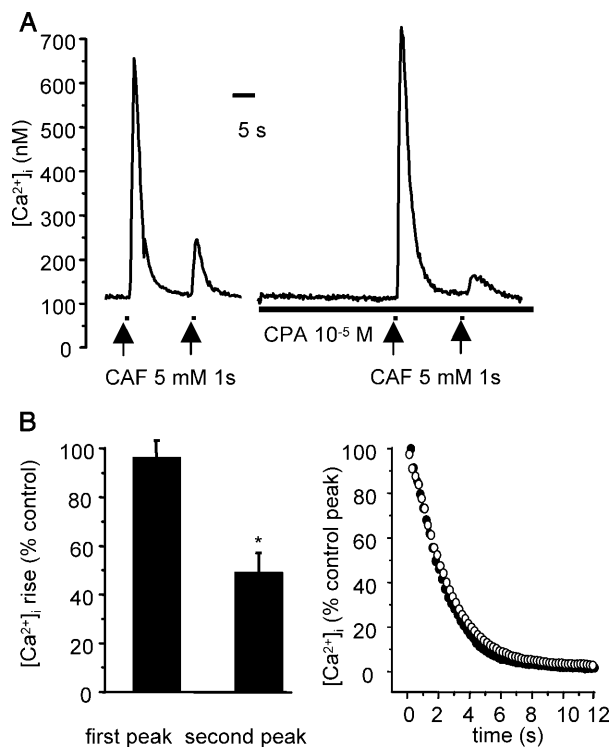 A
[Ca²⁺]ᵢ (nM)
700
600
500
400
300
200
100
0
5 s
CPA 10⁻⁵ M
CAF 5 mM 1s
CAF 5 mM 1s
B
[Ca²⁺]ᵢ rise (% control)
100
80
60
40
20
0
*
first peak
second peak
[Ca²⁺]ᵢ (% control peak)
100
80
60
40
20
0
0
2
4
6
8
10
12
time (s)